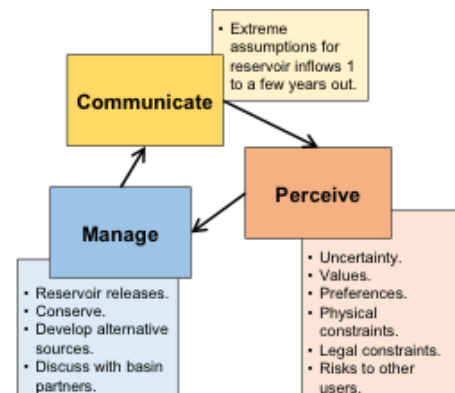 • Extreme
assumptions for
reservoir inflows 1
to a few years out.
Communicate
Perceive
Manage
• Uncertainty.
• Values.
• Preferences.
• Physical
constraints.
• Legal constraints.
• Risks to other
users.
• Reservoir releases.
• Conserve.
• Develop alternative
sources.
• Discuss with basin
partners.